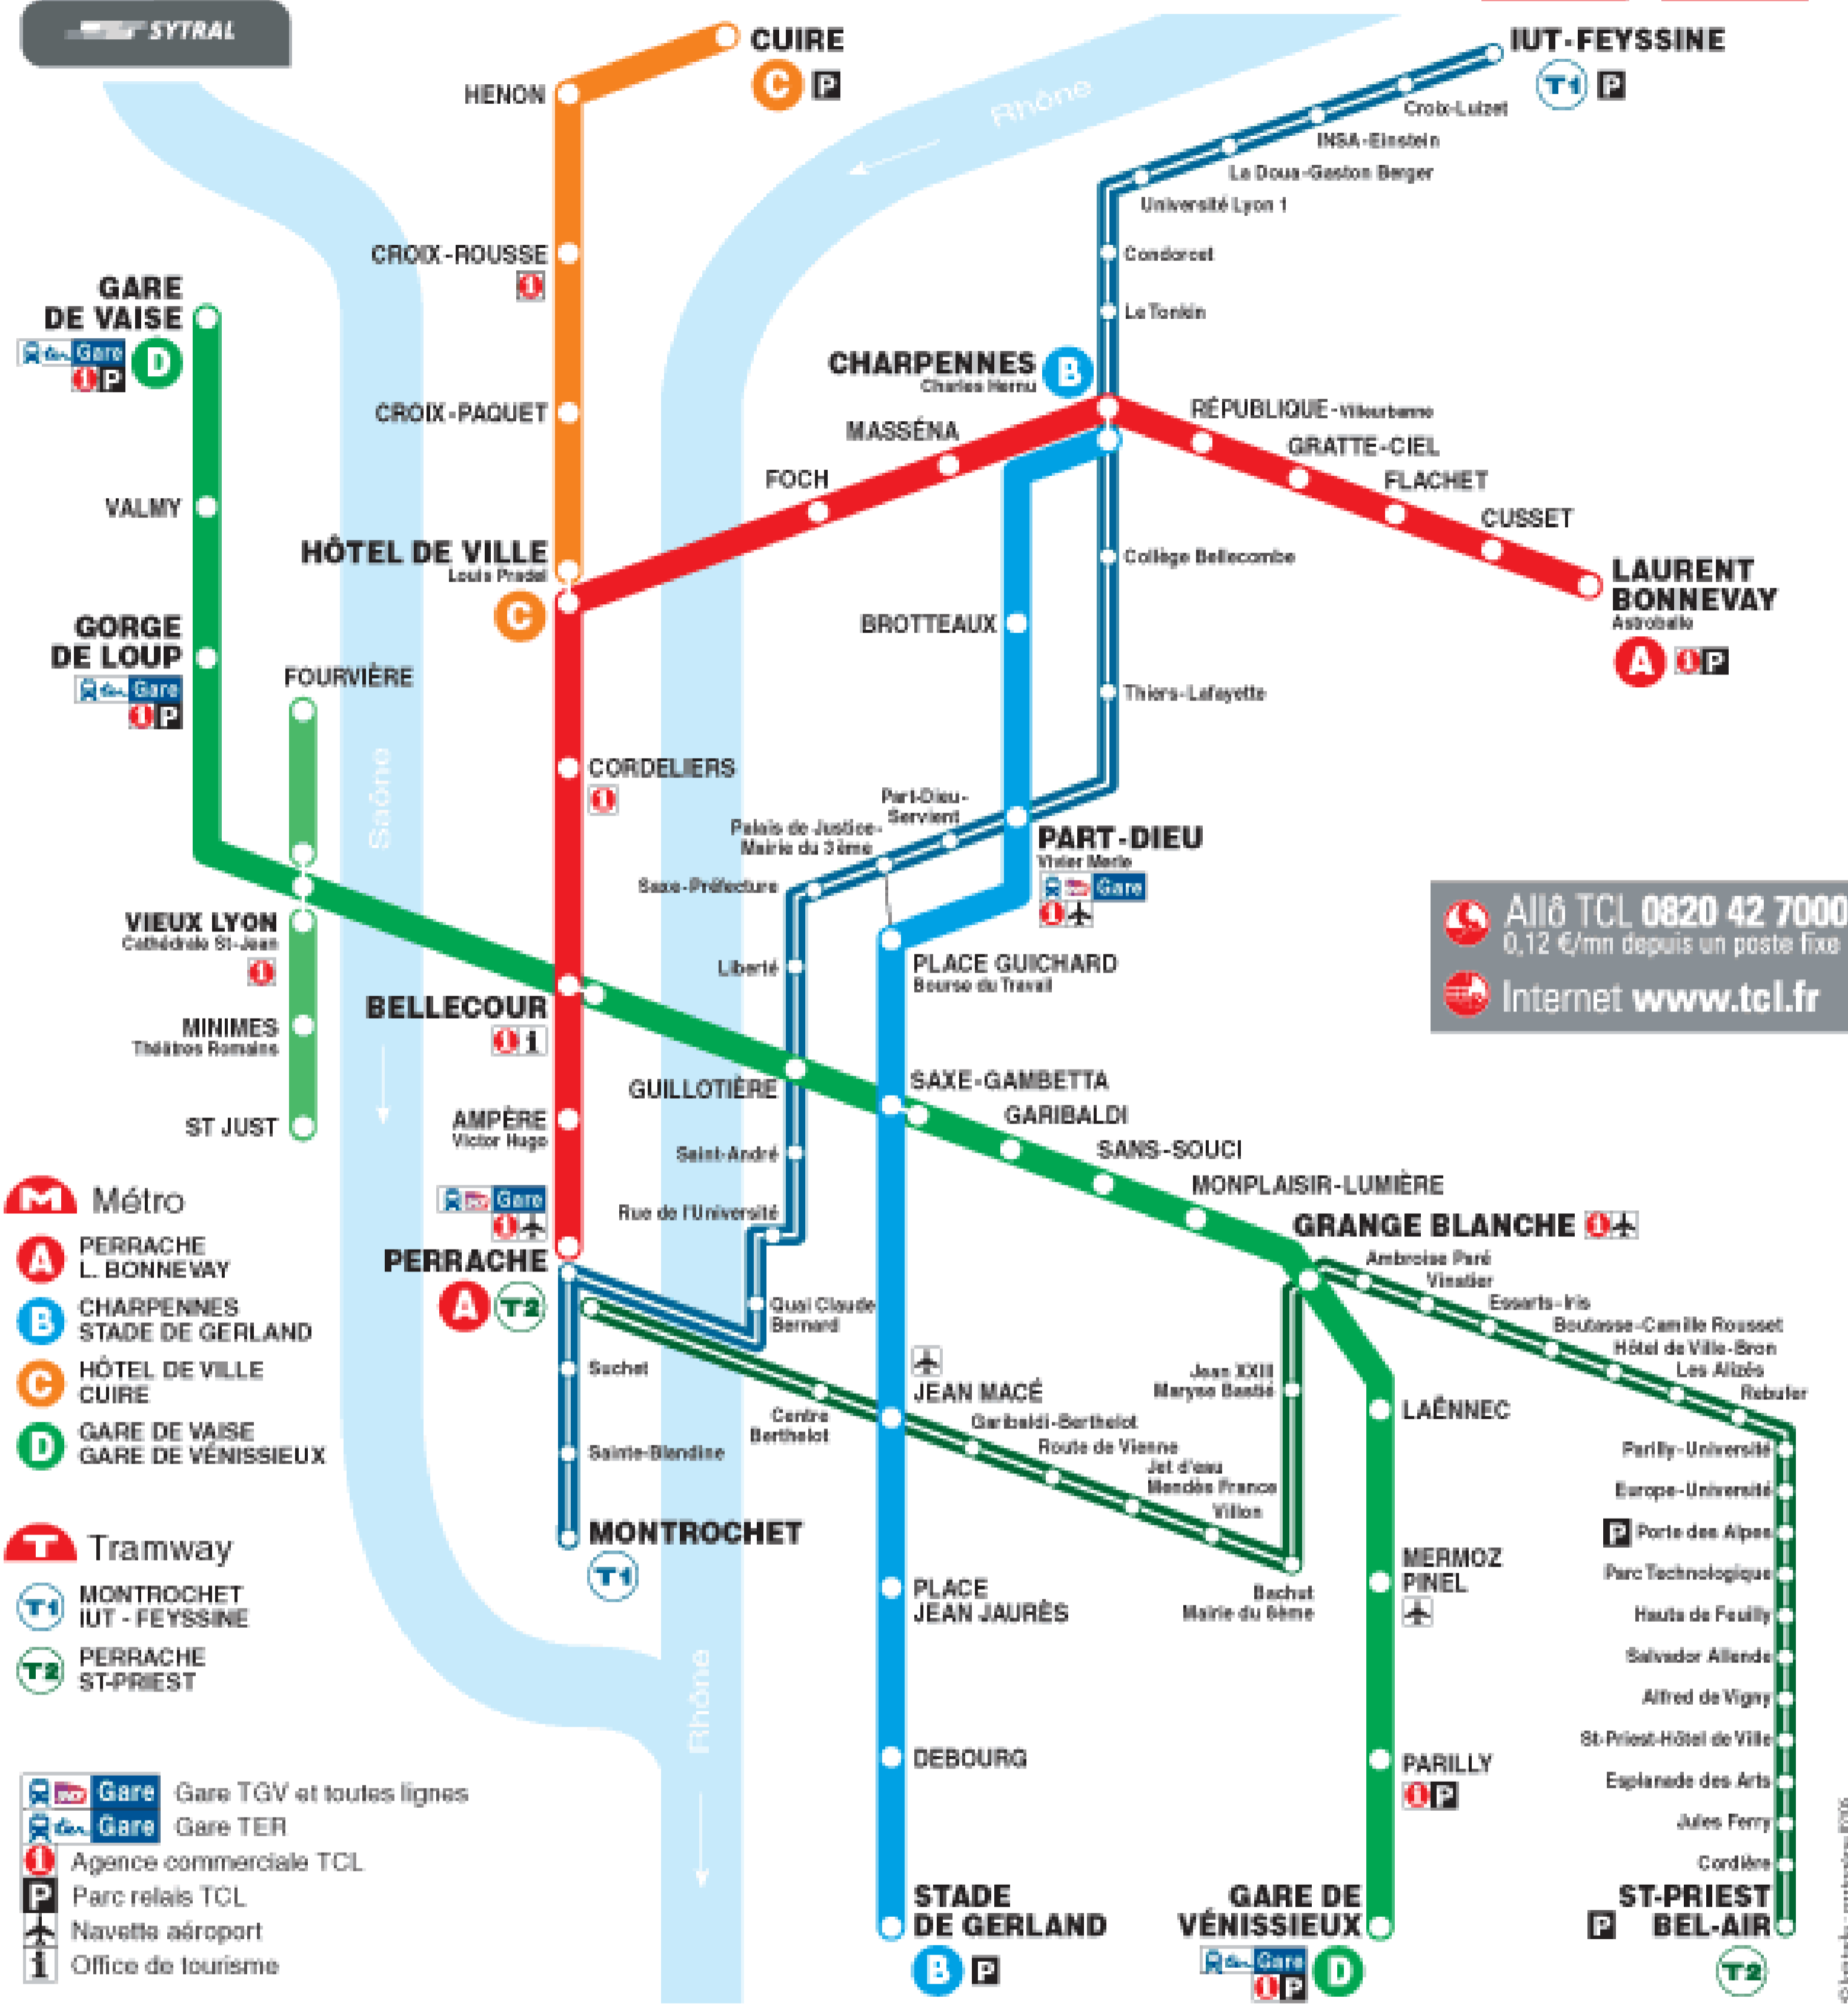 SYTRAL
CUIRE
C P
HENON
CROIX-ROUSSE
CROIX-PAQUET
HÔTEL DE VILLE
Louis Pradel
C
Rhône
IUT-FEYSSINE
T1 P
Croix-Luizet
INSA-Einstein
La Doua-Gaston Berger
Université Lyon 1
Condorcet
Le Tonkin
CHARPENNES
Charles Hernu
B
GARE
DE VAISE
Gare
D
P
VALMY
GORGE
DE LOUP
Gare
P
FOURVIÈRE
Saône
MASSÉNA
FOCH
RÉPUBLIQUE-Villeurbanne
GRATTE-CIEL
FLACHET
CUSSET
LAURENT
BONNEVAY
Astroballe
A P
Collège Bellecombe
BROTTEAUX
Thiers-Lafayette
CORDELIERS
Part-Dieu-
Servient
Palais de Justice-
Mairie du 3ème
Saxe-Préfecture
PART-DIEU
Vivier Merle
Gare
VIEUX LYON
Cathédrale St-Jean
MINIMES
Théâtres Romains
ST JUST
Liberté
PLACE GUICHARD
Bourse du Travail
Allô TCL 0820 42 7000
0,12 €/mn depuis un poste fixe
Internet www.tcl.fr
BELLECOUR
i
GUILLOTIÈRE
SAXE-GAMBETTA
GARIBALDI
SANS-SOUCI
MONPLAISIR-LUMIÈRE
GRANGE BLANCHE
AMPÈRE
Victor Hugo
Saint-André
Rue de l'Université
Gare
PERRACHE
A T2
Quai Claude
Bernard
Suchet
Sainte-Blandine
MONTROCHET
T1
Centre
Berthelot
JEAN MACÉ
Garibaldi-Berthelot
Route de Vienne
Jet d'eau
Mendès France
Villon
Bachut
Mairie du 8ème
Jean XXIII
Maryse Bastié
Ambroise Paré
Vinatier
Essarts-Iris
Boutasse-Camille Rousset
Hôtel de Ville-Bron
Les Alizés
Rebufer
Parilly-Université
Europe-Université
P Porte des Alpes
Parc Technologique
Hauts de Feuilly
Salvador Allende
Alfred de Vigny
St-Priest-Hôtel de Ville
Esplanade des Arts
Jules Ferry
Cordière
ST-PRIEST
P BEL-AIR
T2
LAËNNEC
MERMOZ
PINEL
PARILLY
P
GARE DE
VÉNISSIEUX
Gare
P
D
PLACE
JEAN JAURÈS
DEBOURG
STADE
DE GERLAND
B P
Rhône
M Métro
A PERRACHE
L. BONNEVAY
B CHARPENNES
STADE DE GERLAND
C HÔTEL DE VILLE
CUIRE
D GARE DE VAISE
GARE DE VÉNISSIEUX
T Tramway
T1 MONTROCHET
IUT - FEYSSINE
T2 PERRACHE
ST-PRIEST
Gare Gare TGV et toutes lignes
ter Gare Gare TER
Agence commerciale TCL
P Parc relais TCL
Navette aéroport
i Office de tourisme